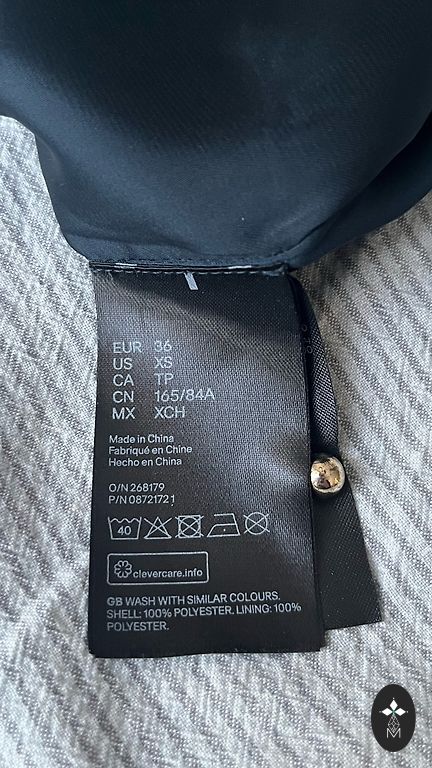 EUR 36
US XS
CA TP
CN 165/84A
MX XCH
Made in China
Fabriqué en Chine
Hecho en China
O/N 268179
P/N 08721721
40
clevercare.info
GB WASH WITH SIMILAR COLOURS.
SHELL: 100% POLYESTER. LINING: 100%
POLYESTER.
M